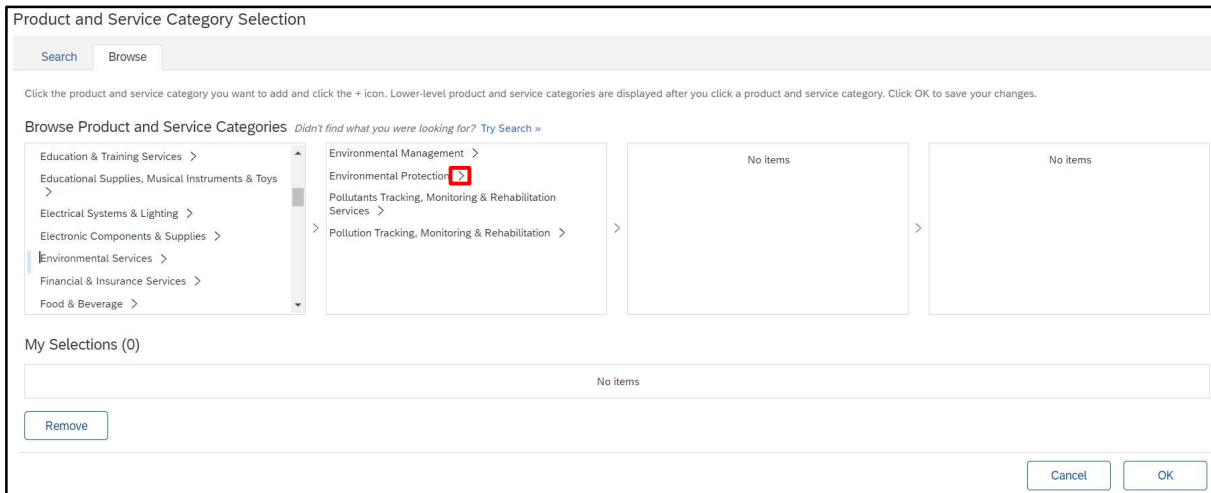 Product and Service Category Selection
Search Browse
Click the product and service category you want to add and click the + icon. Lower-level product and service categories are displayed after you click a product and service category. Click OK to save your changes.
Browse Product and Service Categories Didn't find what you were looking for? Try Search »
Education & Training Services >
Educational Supplies, Musical Instruments & Toys
>
Electrical Systems & Lighting >
Electronic Components & Supplies >
Environmental Services >
Financial & Insurance Services >
Food & Beverage >
>
Environmental Management >
Environmental Protection >
Pollutants Tracking, Monitoring & Rehabilitation
Services >
Pollution Tracking, Monitoring & Rehabilitation >
>
No items
>
No items
My Selections (0)
No items
Remove
Cancel OK